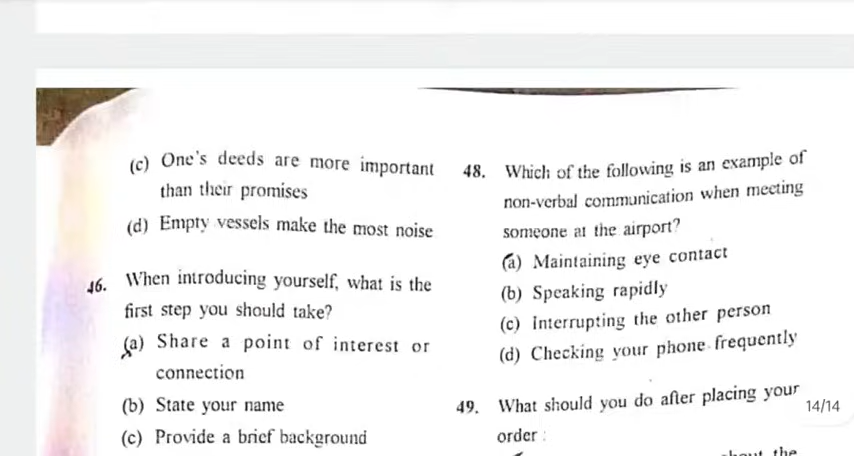 (c) One's deeds are more important
than their promises
(d) Empty vessels make the most noise
46. When introducing yourself, what is the
first step you should take?
(a) Share a point of interest or
connection
(b) State your name
(c) Provide a brief background
48. Which of the following is an example of
non-verbal communication when meeting
someone at the airport?
(a) Maintaining eye contact
(b) Speaking rapidly
(c) Interrupting the other person
(d) Checking your phone frequently
49. What should you do after placing your
order :
the
14/14